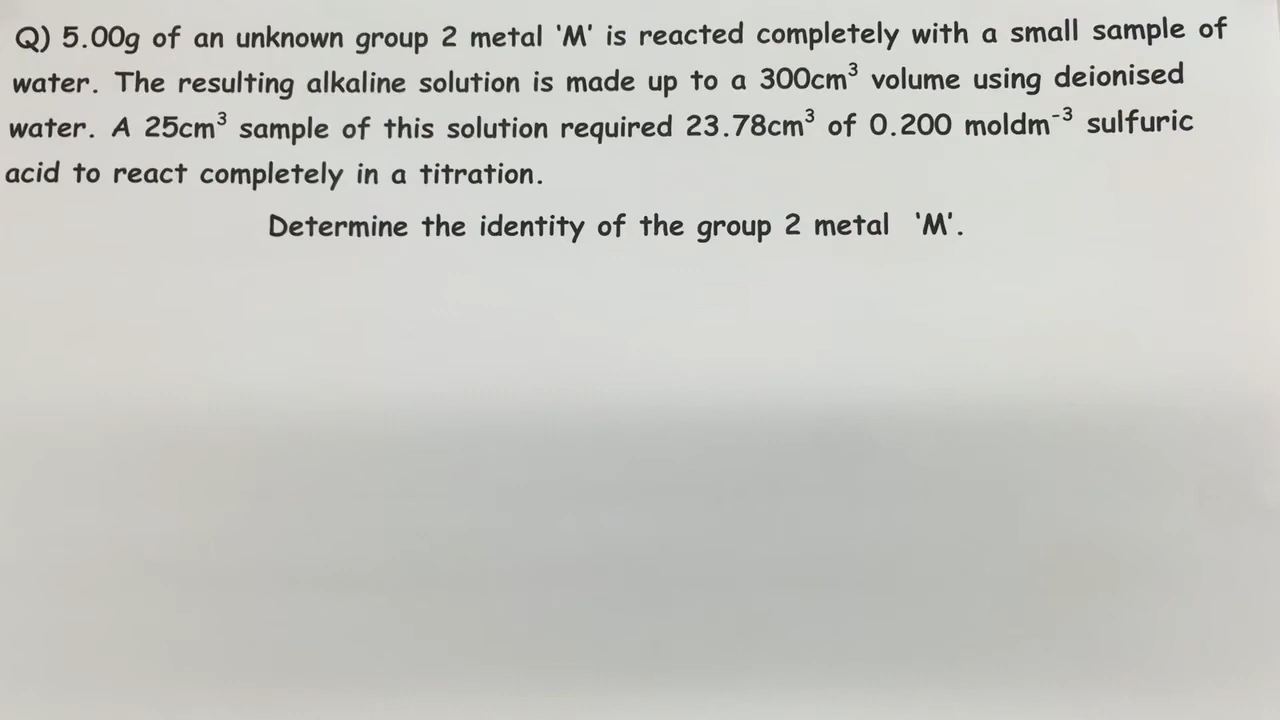 Q) 5.00g of an unknown group 2 metal 'M' is reacted completely with a small sample of
water. The resulting alkaline solution is made up to a 300cm³ volume using deionised
water. A 25cm³ sample of this solution required 23.78cm³ of 0.200 moldm⁻³ sulfuric
acid to react completely in a titration.
Determine the identity of the group 2 metal 'M'.